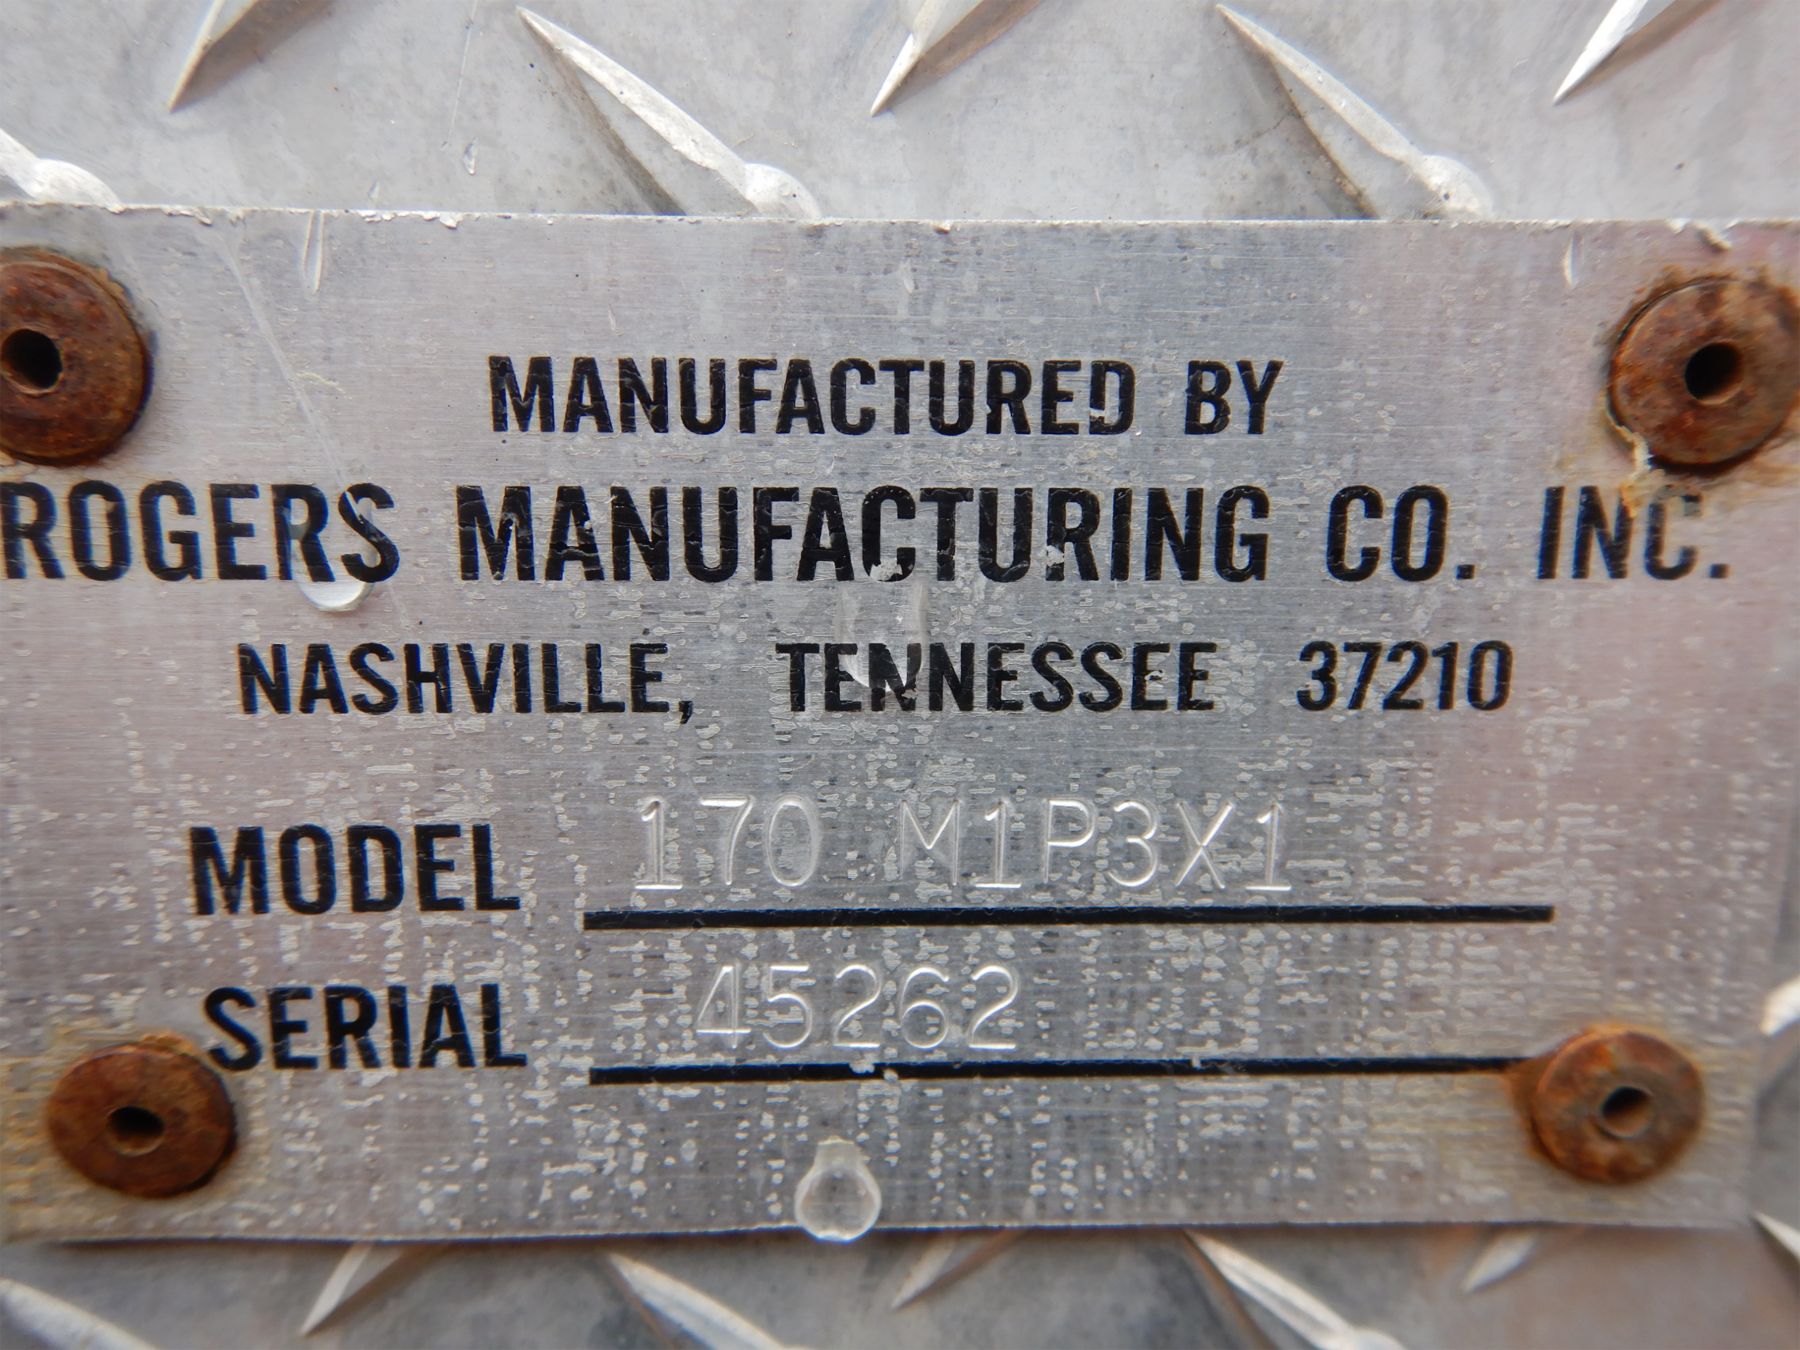 MANUFACTURED BY
ROGERS MANUFACTURING CO. INC.
NASHVILLE, TENNESSEE 37210
MODEL 170 M1P3X1
SERIAL 45262